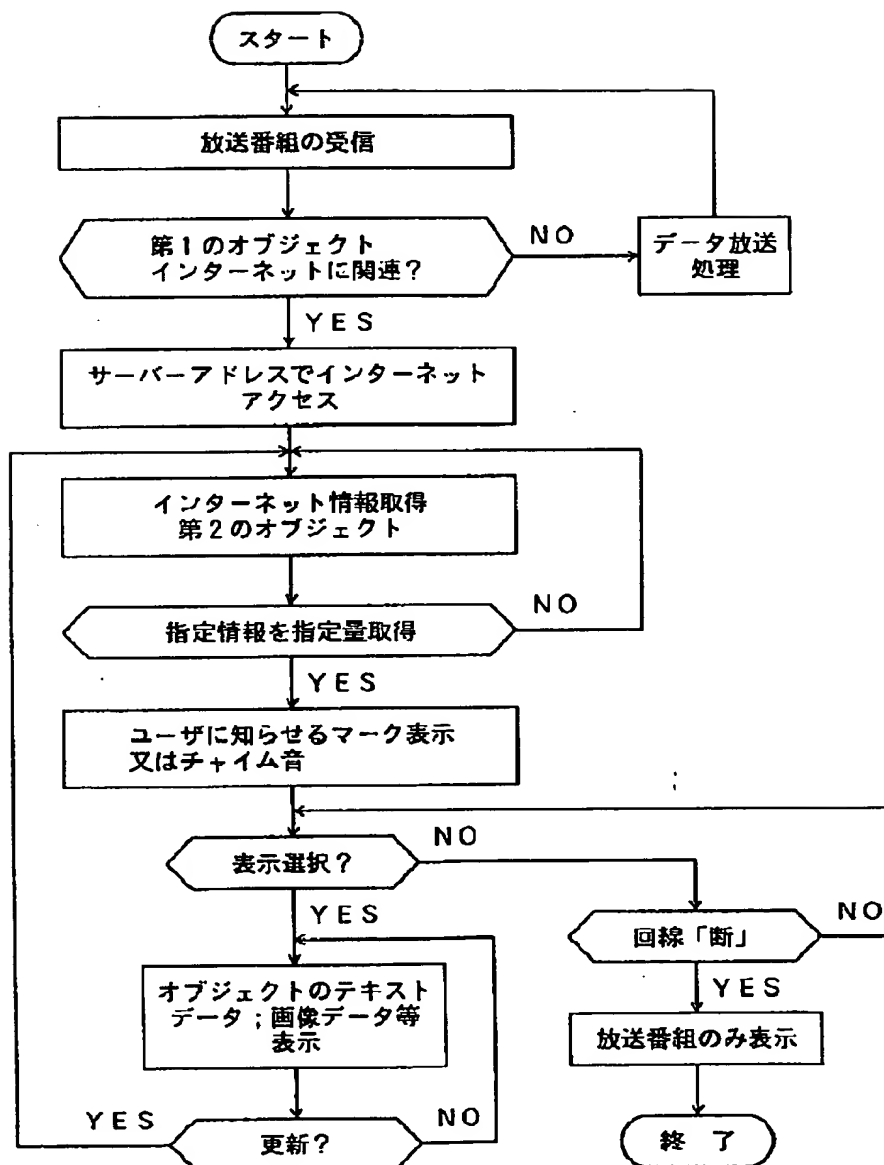 スタート
放送番組の受信
第1のオブジェクト
インターネットに関連？
NO
データ放送
処理
YES
サーバーアドレスでインターネット
アクセス
インターネット情報取得
第2のオブジェクト
指定情報を指定量取得
NO
YES
ユーザに知らせるマーク表示
又はチャイム音
表示選択？
NO
YES
回線「断」
NO
YES
オブジェクトのテキスト
データ；画像データ等
表示
放送番組のみ表示
更新？
YES
NO
終了